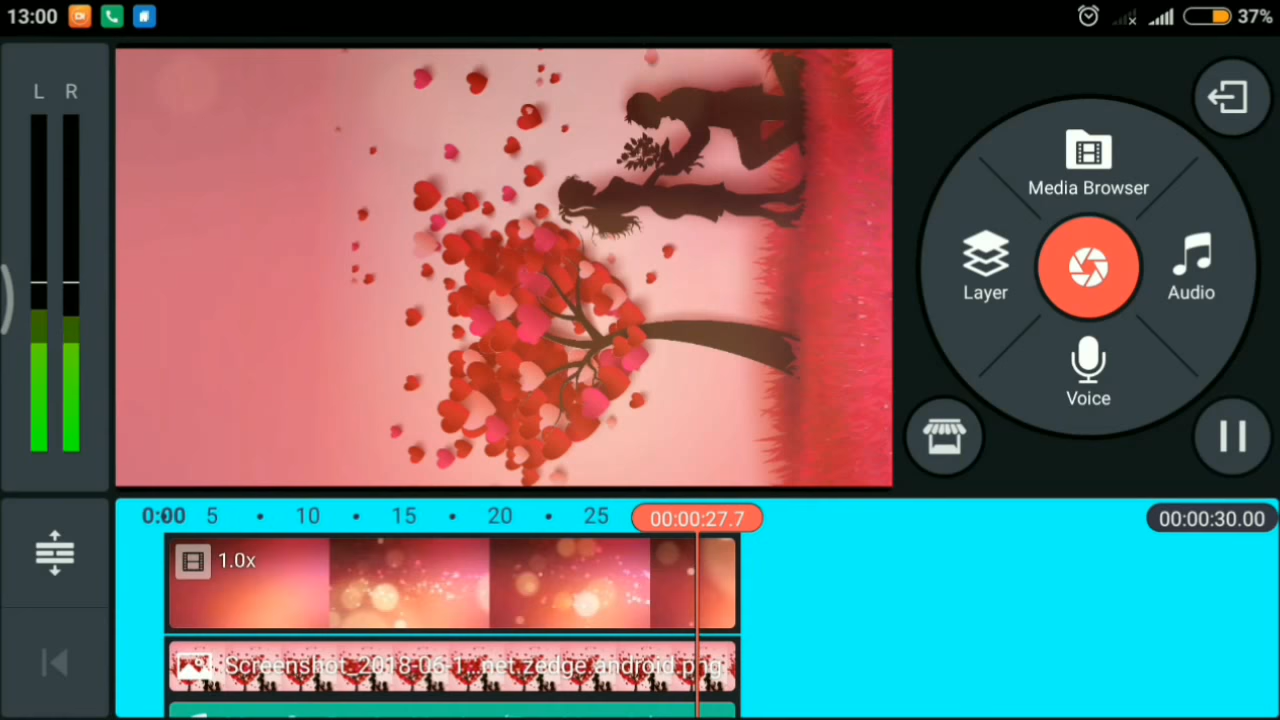 13:00
37%
L R
Media Browser
Layer
Audio
Voice
0:00 5 10 15 20 25
00:00:27.7
00:00:30.00
1.0x
Screenshot_2018-06-1...net.zedge.android.png